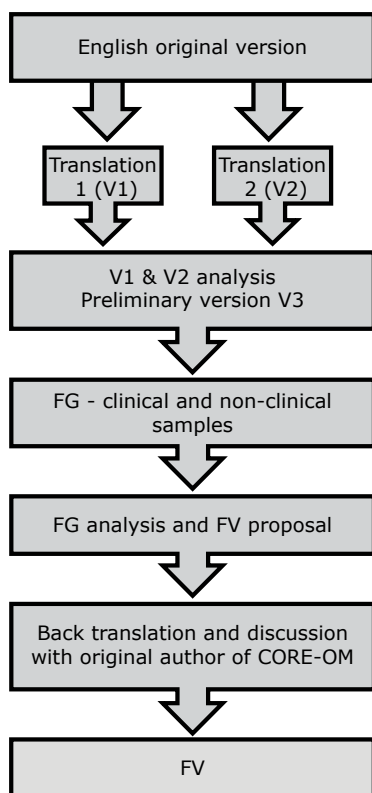 English original version
Translation
1 (V1)
Translation
2 (V2)
V1 & V2 analysis
Preliminary version V3
FG - clinical and non-clinical
samples
FG analysis and FV proposal
Back translation and discussion
with original author of CORE-OM
FV